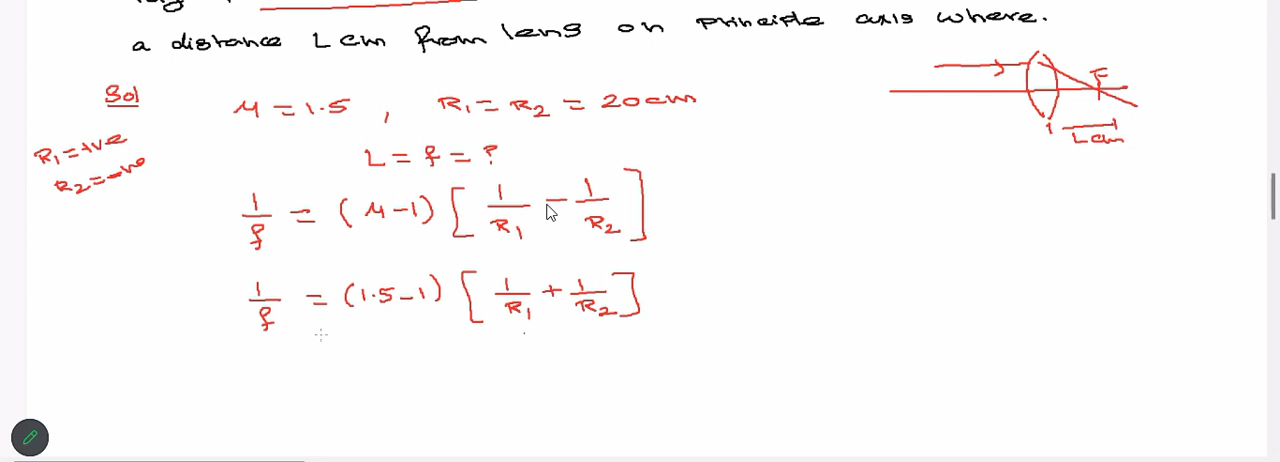 a distance L cm from lens on principle axis where.
Sol
μ = 1.5 , R₁ = R₂ = 20 cm
R₁ = +ve
R₂ = -ve
L = f = ?
1/f = (μ-1) [ 1/R₁ - 1/R₂ ]
1/f = (1.5-1) [ 1/R₁ + 1/R₂ ]
F
L cm